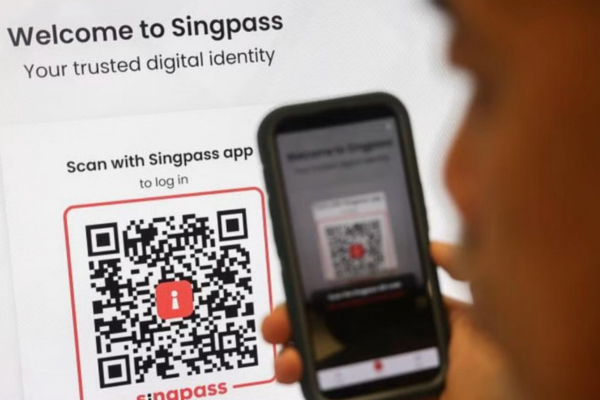 Welcome to Singpass
Your trusted digital identity
Scan with Singpass app
to log in
singpass
Welcome to Singpass